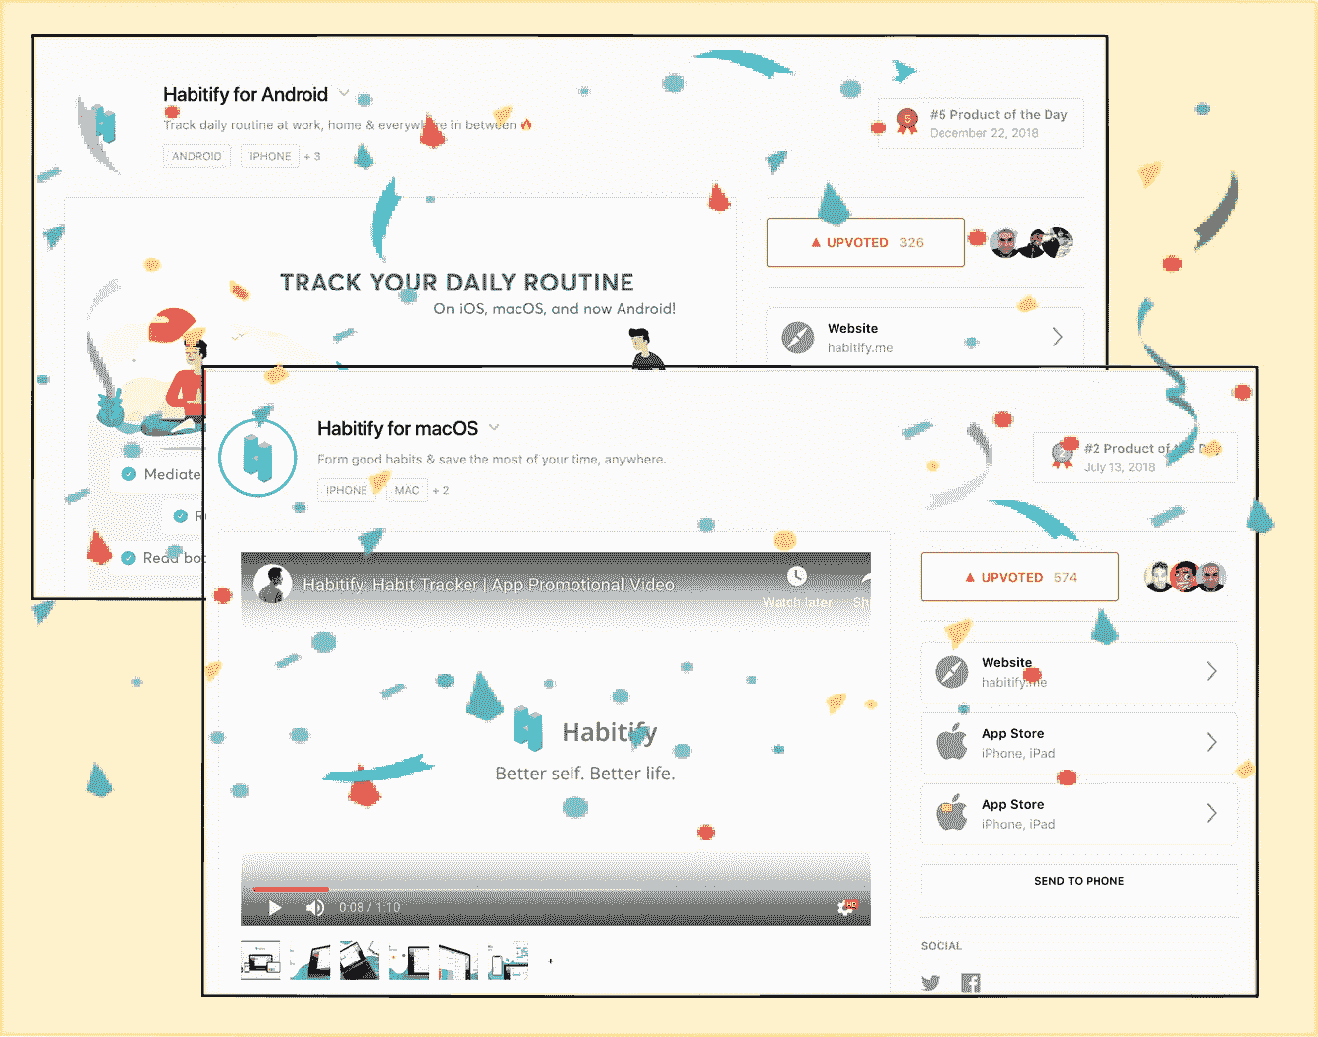 Habitify for Android
Track daily routine at work, home & everywhere in between 🔥
ANDROID IPHONE + 3
5
#5 Product of the Day
December 22, 2018
UPVOTED 326
TRACK YOUR DAILY ROUTINE
On iOS, macOS, and now Android!
Website
habitify.me
Mediate
Read bo
Habitify for macOS
Form good habits & save the most of your time, anywhere.
IPHONE MAC + 2
2
#2 Product of the D
July 13, 2018
Habitify. Habit Tracker | App Promotional Video
Watch later Sh
UPVOTED 574
Website
habitify.me
Habitify
Better self. Better life.
App Store
iPhone, iPad
App Store
iPhone, iPad
SEND TO PHONE
0:08 / 1:10
HD
SOCIAL